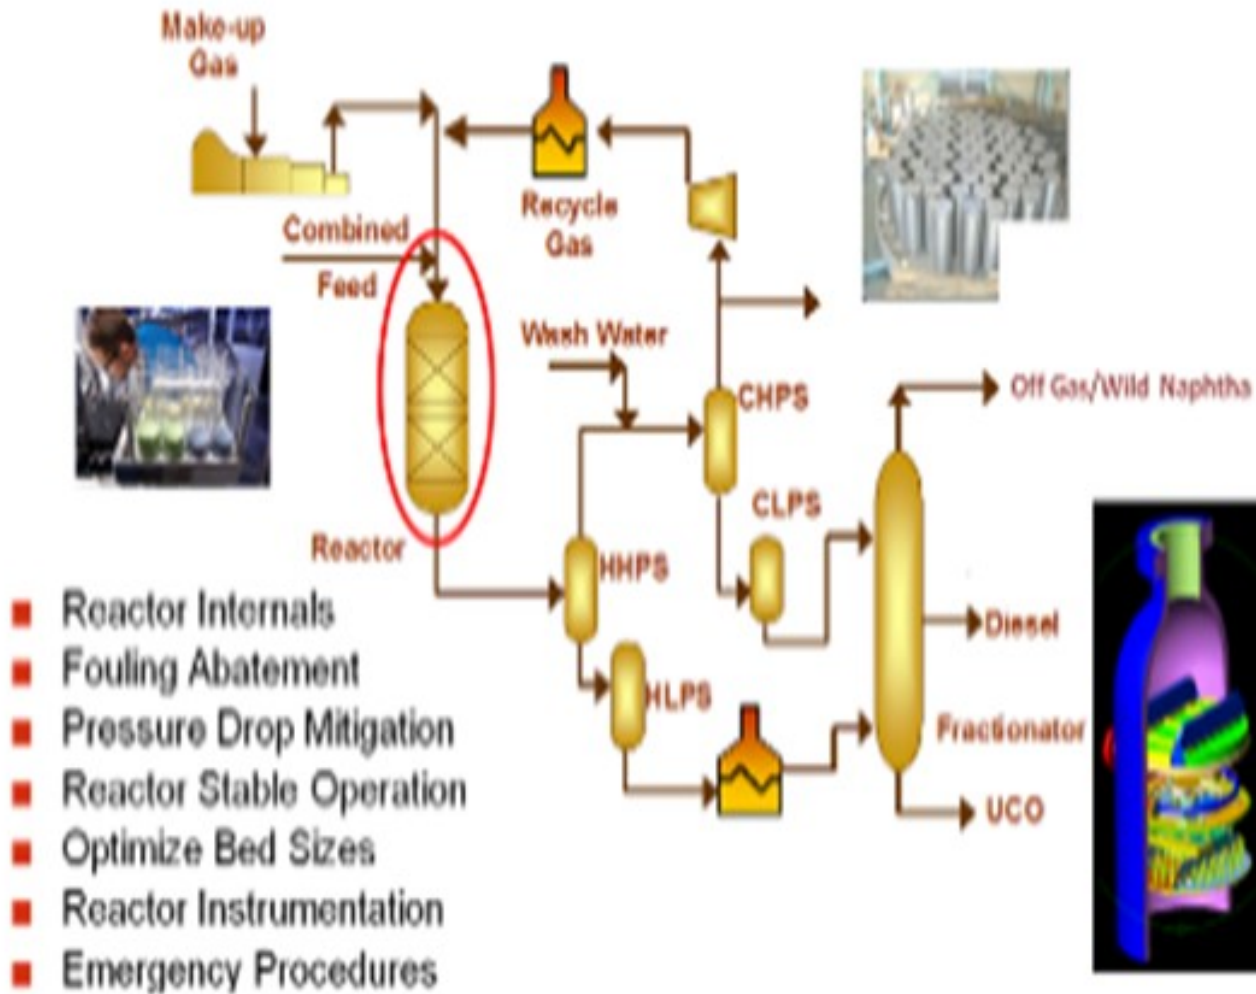 Make-up
Gas
Combined
Feed
Recycle
Gas
Wash Water
CHPS
Off Gas/Wild Naphtha
CLPS
Reactor
HHPS
Diesel
HLPS
Fractionator
UCO
Reactor Internals
Fouling Abatement
Pressure Drop Mitigation
Reactor Stable Operation
Optimize Bed Sizes
Reactor Instrumentation
Emergency Procedures